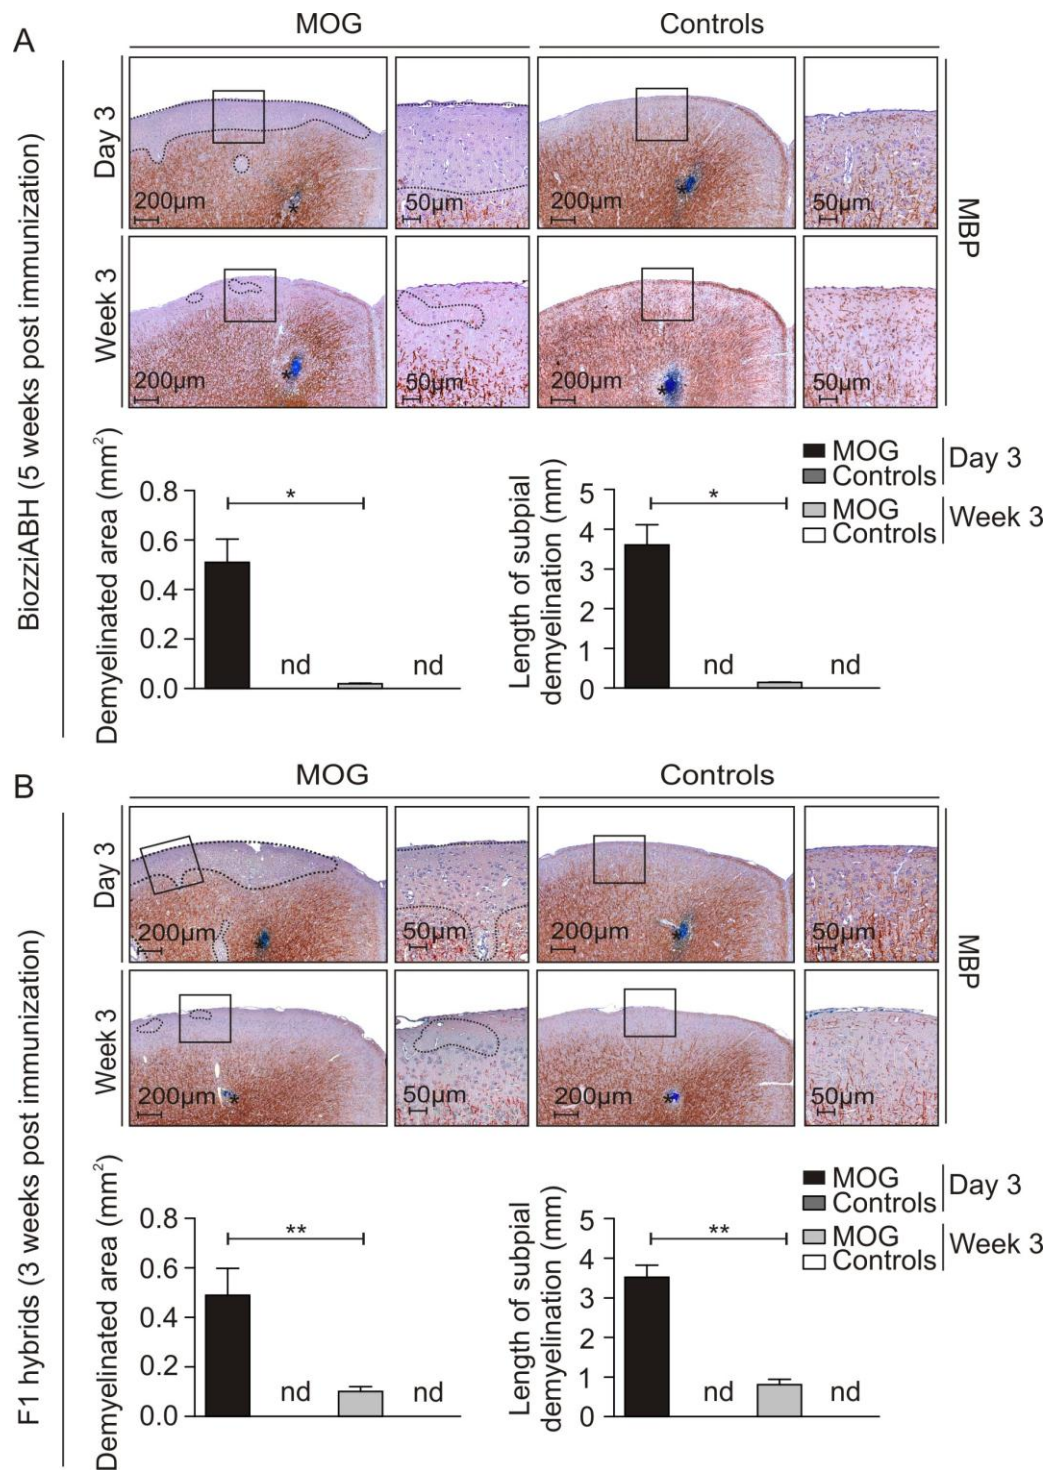 A
MOG
Controls
BiozziABH (5 weeks post immunization)
Day 3
200µm
50µm
200µm
50µm
MBP
Week 3
200µm
50µm
200µm
50µm
*
*
*
*
Demyelinated area (mm²)
0.8
0.6
0.4
0.2
0.0
*
nd
nd
Length of subpial
demyelination (mm)
5
4
3
2
1
0
*
nd
nd
MOG
Controls
Day 3
MOG
Controls
Week 3
B
MOG
Controls
F1 hybrids (3 weeks post immunization)
Day 3
200µm
50µm
200µm
50µm
MBP
Week 3
200µm
50µm
200µm
50µm
*
*
*
*
Demyelinated area (mm²)
0.8
0.6
0.4
0.2
0.0
**
nd
nd
Length of subpial
demyelination (mm)
5
4
3
2
1
0
**
nd
nd
MOG
Controls
Day 3
MOG
Controls
Week 3